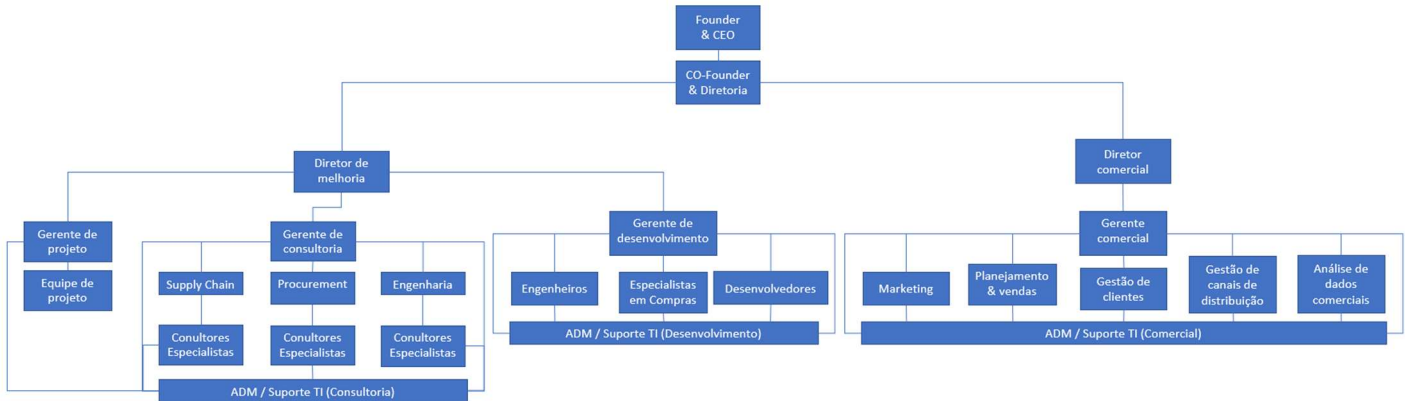 Founder
& CEO
CO-Founder
& Diretoria
Diretor de
melhoria
Diretor
comercial
Gerente de
projeto
Gerente de
consultoria
Gerente de
desenvolvimento
Gerente
comercial
Equipe de
projeto
Supply Chain
Procurement
Engenharia
Engenheiros
Especialistas
em Compras
Desenvolvedores
Marketing
Planejamento
& vendas
Gestão de
clientes
Gestão de
canais de
distribuição
Análise de
dados
comerciais
Conultores
Especialistas
Conultores
Especialistas
Conultores
Especialistas
ADM / Suporte TI (Desenvolvimento)
ADM / Suporte TI (Comercial)
ADM / Suporte TI (Consultoria)